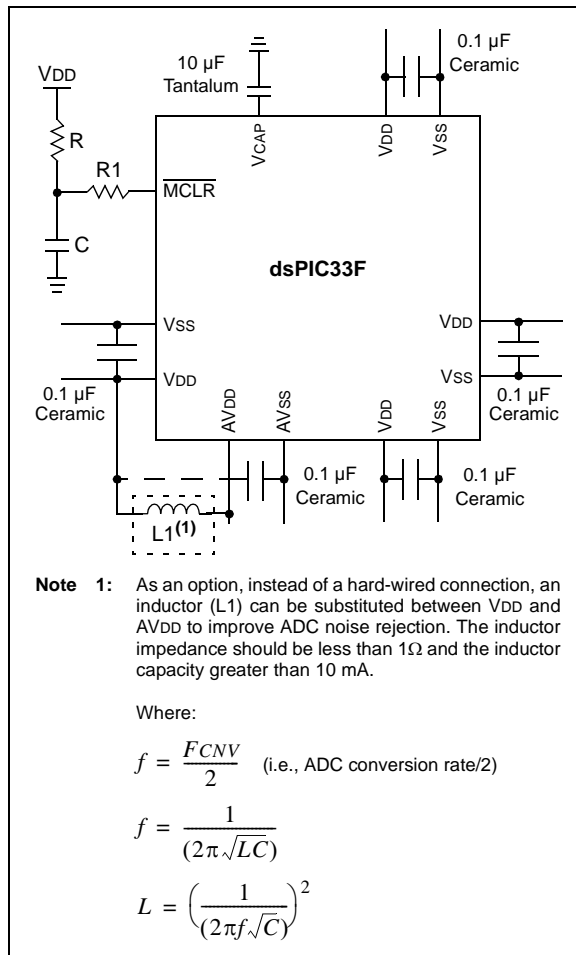 0.1 µF
Ceramic
10 µF
Tantalum
VDD
R
R1
C
VCAP
VDD
VSS
MCLR
dsPIC33F
VSS
VDD
0.1 µF
Ceramic
VDD
VSS
0.1 µF
Ceramic
AVDD
AVSS
VDD
VSS
0.1 µF
Ceramic
0.1 µF
Ceramic
L1(1)
Note 1: As an option, instead of a hard-wired connection, an
inductor (L1) can be substituted between VDD and
AVDD to improve ADC noise rejection. The inductor
impedance should be less than 1Ω and the inductor
capacity greater than 10 mA.
Where:
f = FCNV / 2 (i.e., ADC conversion rate/2)
f = 1 / (2π√LC)
L = (1 / (2πf√C))²